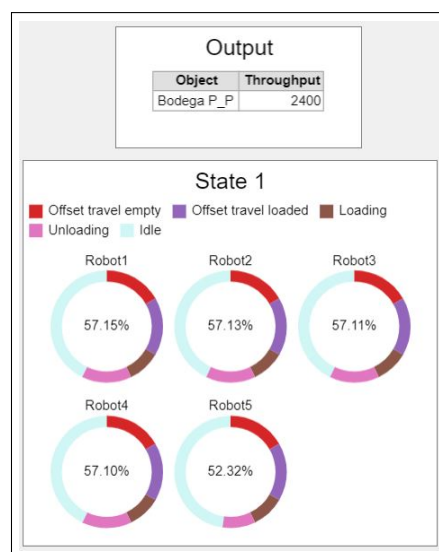 Output
Object Throughput
Bodega P_P 2400
State 1
Offset travel empty Offset travel loaded Loading
Unloading Idle
Robot1 Robot2 Robot3
57.15% 57.13% 57.11%
Robot4 Robot5
57.10% 52.32%